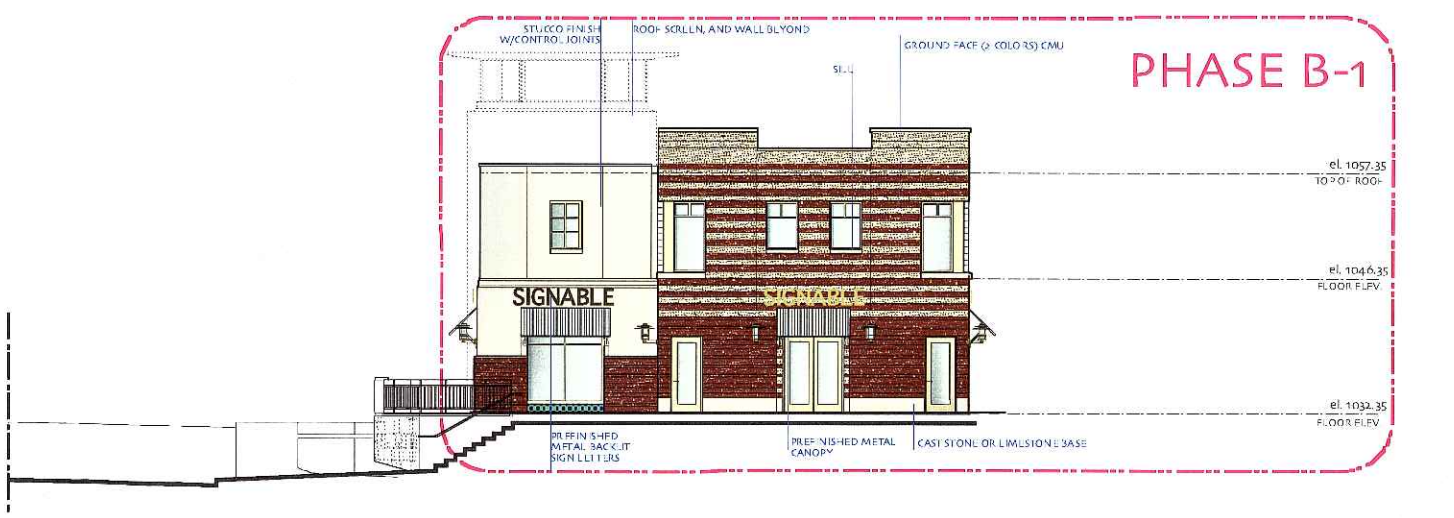 STUCCO FINISH
W/CONTROL JOINTS
ROOF SCREEN, AND WALL BEYOND
GROUND FACE (2 COLORS) CMU
SILL
PHASE B-1
el. 1057.35
TOP OF ROOF
el. 1046.35
FLOOR ELEV.
SIGNABLE
SIGNABLE
el. 1032.35
FLOOR ELEV
PREFINISHED
METAL BACKLIT
SIGN LETTERS
PREFINISHED METAL
CANOPY
CAST STONE OR LIMESTONE BASE